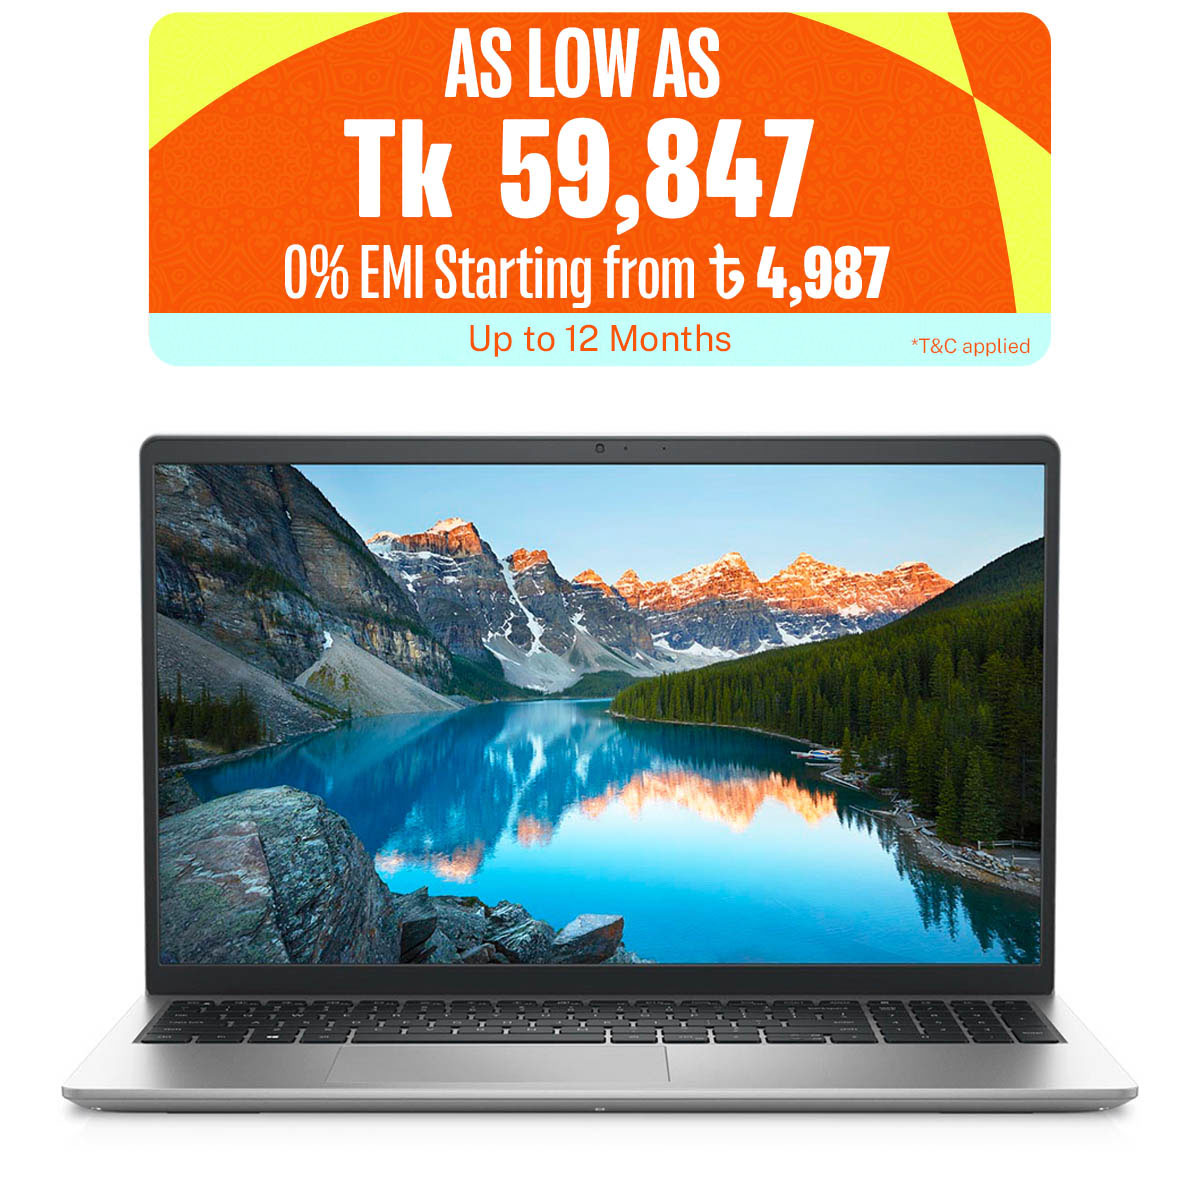 AS LOW AS
Tk 59,847
0% EMI Starting from ৳ 4,987
Up to 12 Months
*T&C applied